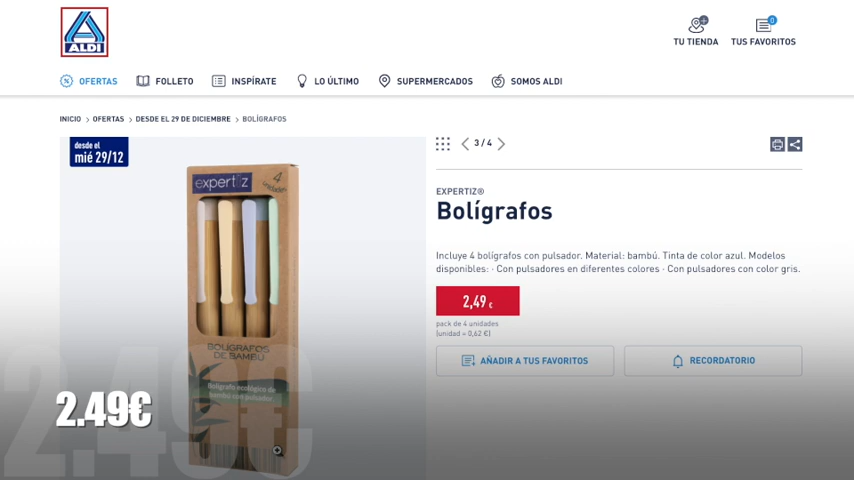 ALDI
TU TIENDA
0
TUS FAVORITOS
OFERTAS
FOLLETO
INSPÍRATE
LO ÚLTIMO
SUPERMERCADOS
SOMOS ALDI
INICIO > OFERTAS > DESDE EL 29 DE DICIEMBRE > BOLÍGRAFOS
desde el
mié 29/12
3 / 4
expertiz
4
unidades
BOLÍGRAFOS
DE BAMBÚ
Bolígrafo ecológico de
bambú con pulsador.
EXPERTIZ®
Bolígrafos
Incluye 4 bolígrafos con pulsador. Material: bambú. Tinta de color azul. Modelos
disponibles: · Con pulsadores en diferentes colores · Con pulsadores con color gris.
2,49 €
pack de 4 unidades
(unidad = 0,62 €)
AÑADIR A TUS FAVORITOS
RECORDATORIO
2.49€
2.49€